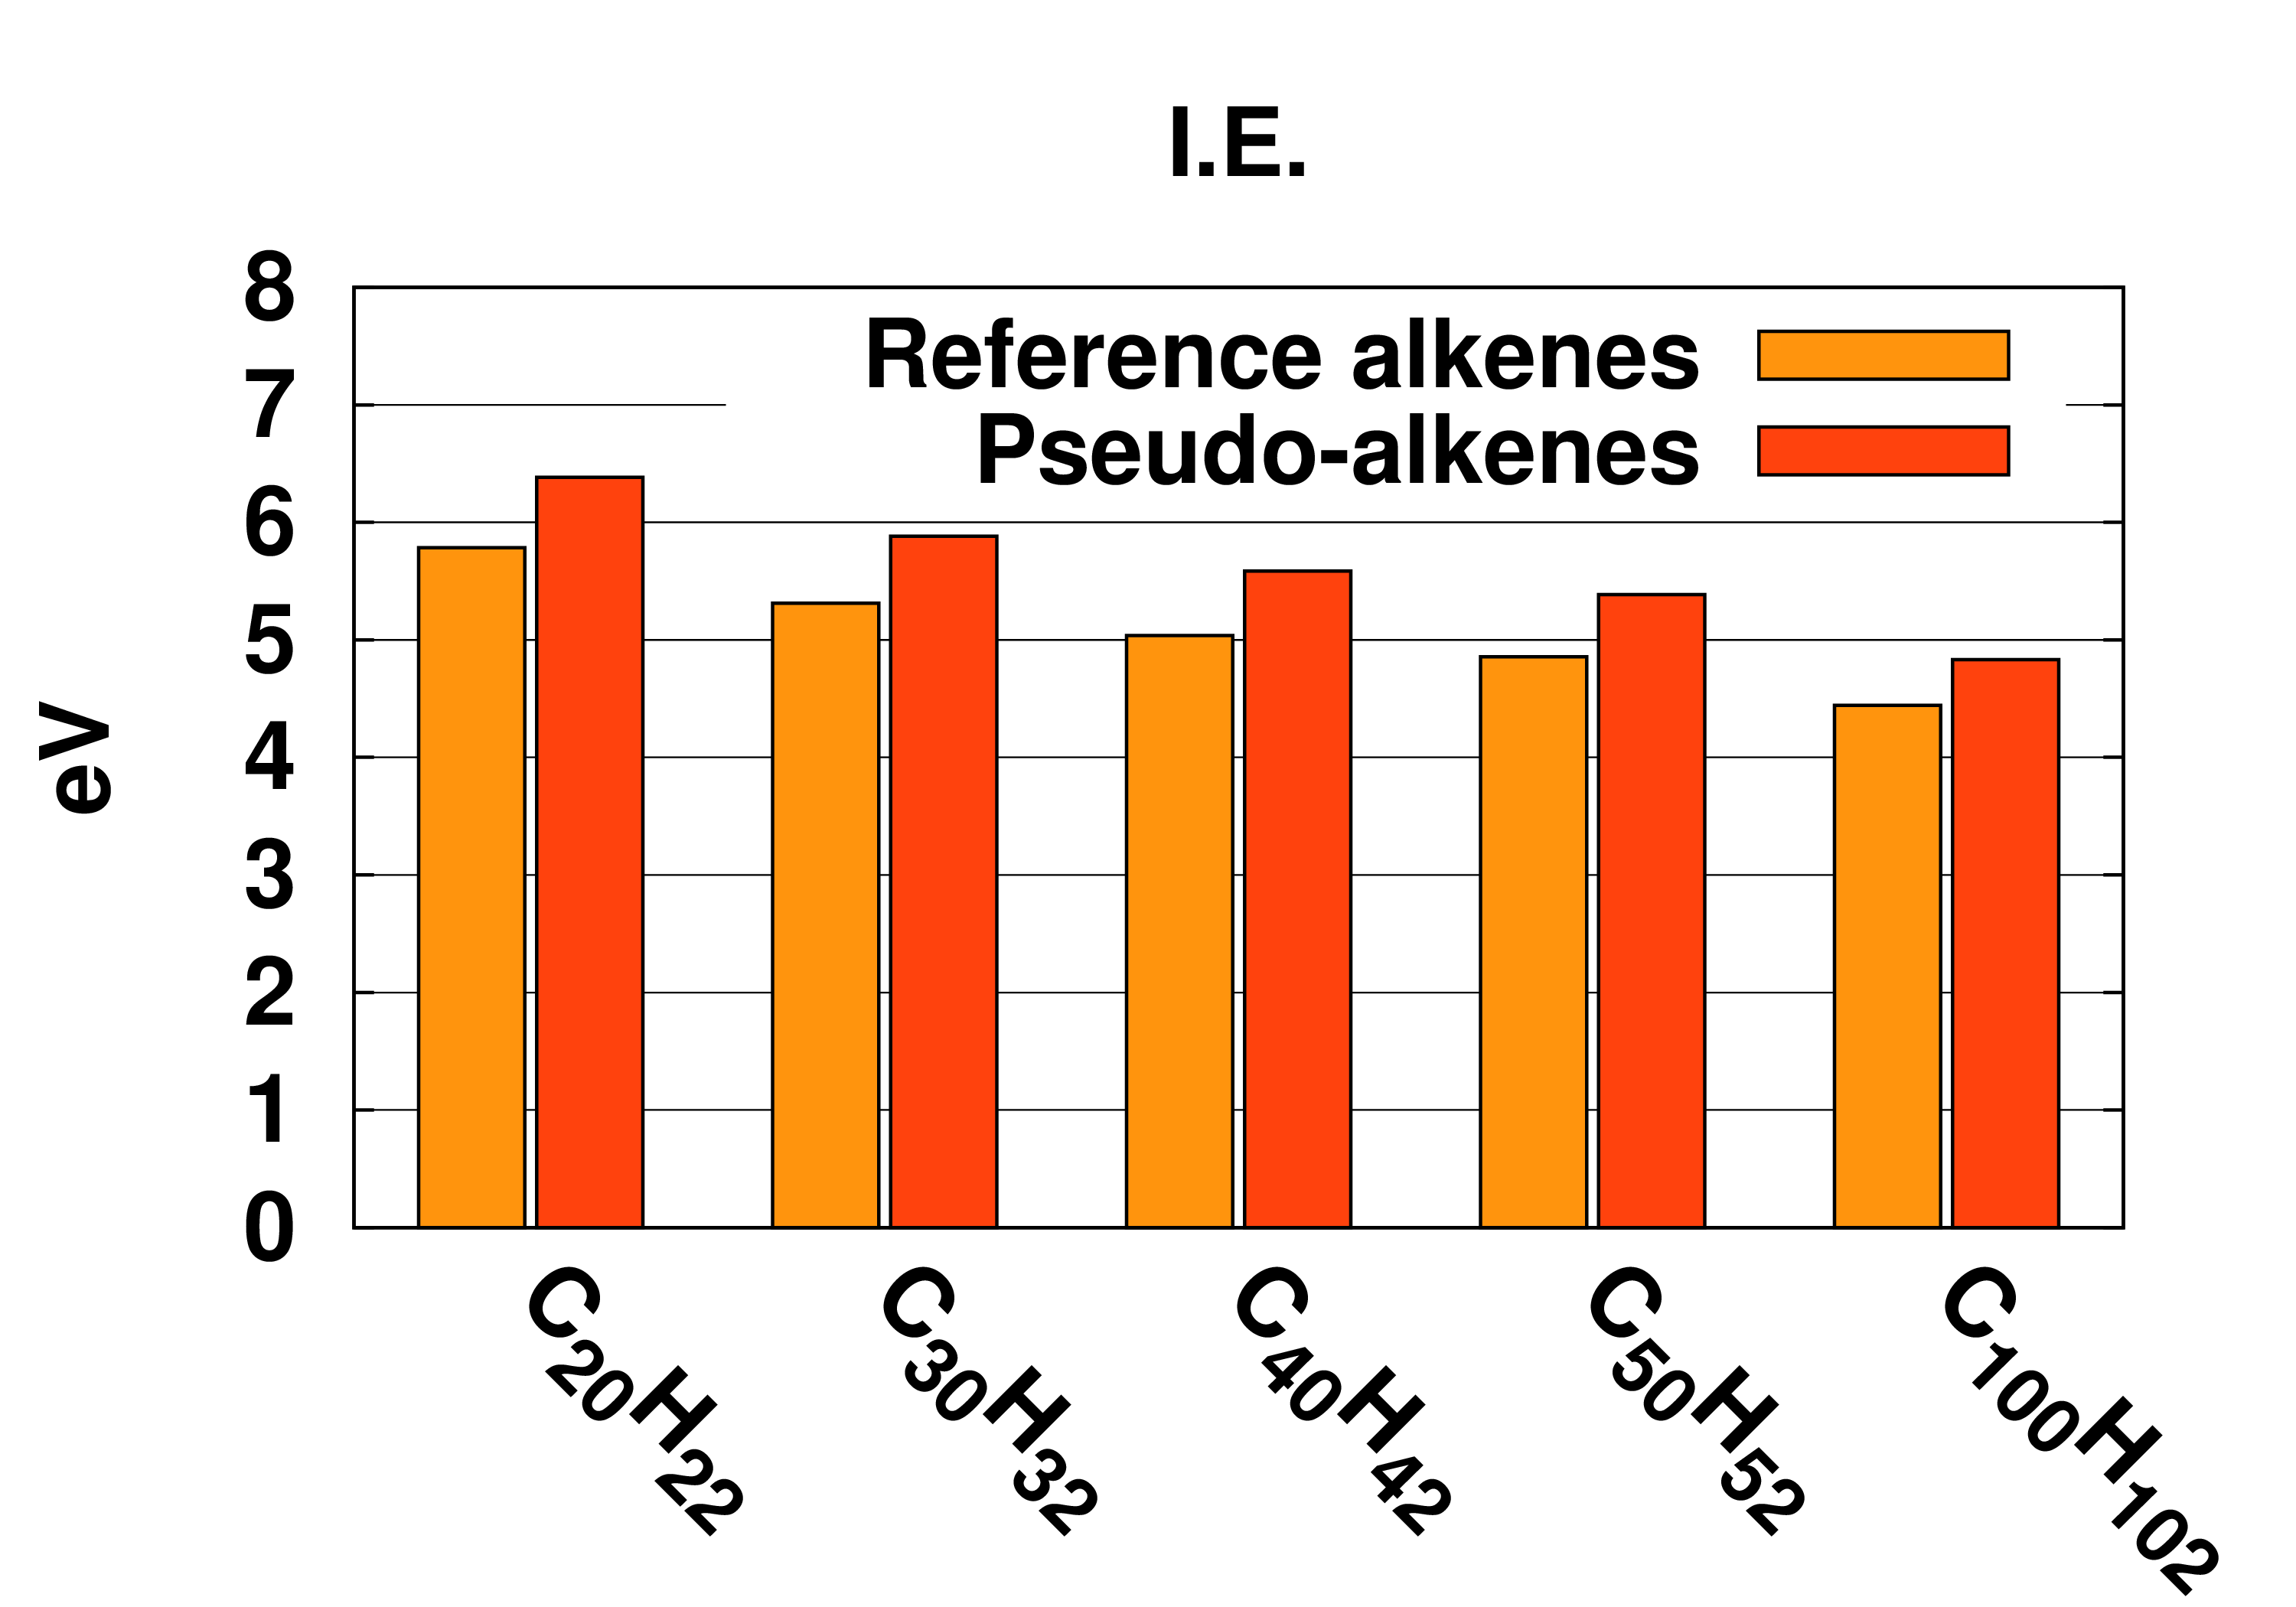 I.E.
8
7
6
5
4
3
2
1
0
eV
Reference alkenes
Pseudo-alkenes
C20H22
C30H32
C40H42
C50H52
C100H102